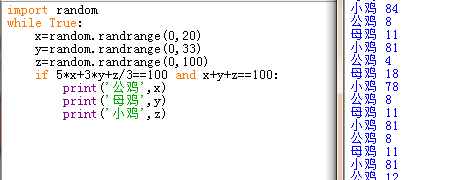 import random
while True:
    x=random.randrange(0,20)
    y=random.randrange(0,33)
    z=random.randrange(0,100)
    if 5*x+3*y+z/3==100 and x+y+z==100:
        print('公鸡',x)
        print('母鸡',y)
        print('小鸡',z)
小鸡 84
公鸡 8
母鸡 11
小鸡 81
公鸡 4
母鸡 18
小鸡 78
公鸡 8
母鸡 11
小鸡 81
公鸡 8
母鸡 11
小鸡 81
公鸡 12